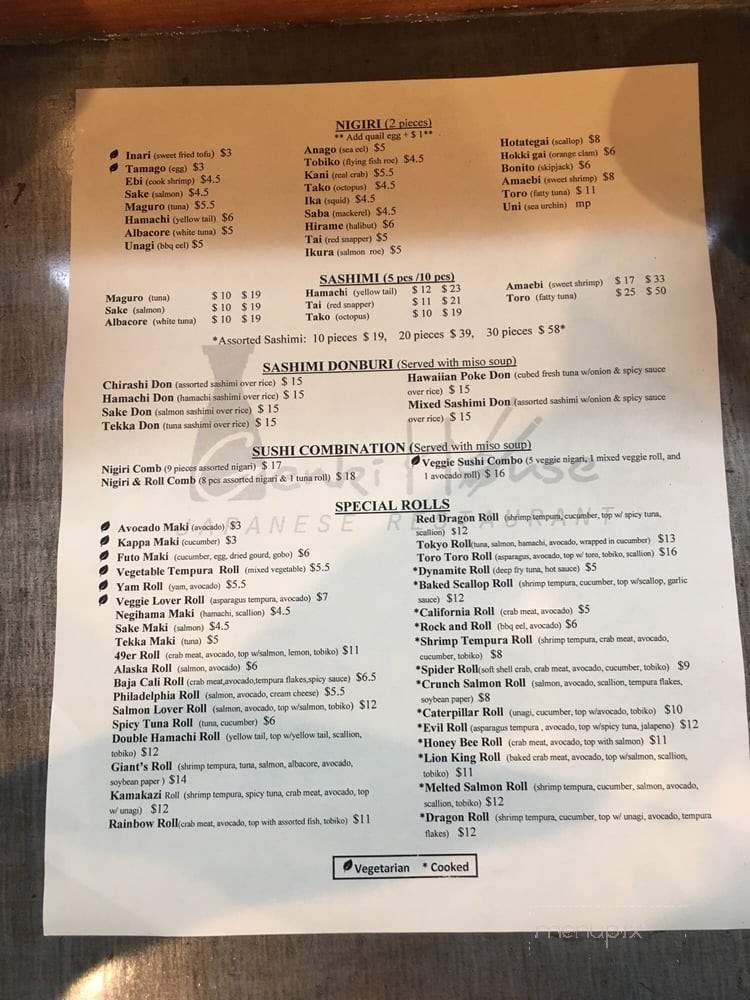 NIGIRI (2 pieces)
** Add quail egg + $ 1**
Inari (sweet fried tofu) $3
Tamago (egg) $3
Ebi (cook shrimp) $4.5
Sake (salmon) $4.5
Maguro (tuna) $5.5
Hamachi (yellow tail) $6
Albacore (white tuna) $5
Unagi (bbq eel) $5
Anago (sea eel) $5
Tobiko (flying fish roe) $4.5
Kani (real crab) $5.5
Tako (octopus) $4.5
Ika (squid) $4.5
Saba (mackerel) $4.5
Hirame (halibut) $6
Tai (red snapper) $5
Ikura (salmon roe) $5
Hotategai (scallop) $8
Hokki gai (orange clam) $6
Bonito (skipjack) $6
Amaebi (sweet shrimp) $8
Toro (fatty tuna) $ 11
Uni (sea urchin) mp
SASHIMI (5 pcs /10 pcs)
Maguro (tuna) $ 10 $ 19
Sake (salmon) $ 10 $ 19
Albacore (white tuna) $ 10 $ 19
Hamachi (yellow tail) $ 12 $ 23
Tai (red snapper) $ 11 $ 21
Tako (octopus) $ 10 $ 19
Amaebi (sweet shrimp) $ 17 $ 33
Toro (fatty tuna) $ 25 $ 50
*Assorted Sashimi: 10 pieces $ 19, 20 pieces $ 39, 30 pieces $ 58*
SASHIMI DONBURI (Served with miso soup)
Chirashi Don (assorted sashimi over rice) $ 15
Hamachi Don (hamachi sashimi over rice) $ 15
Sake Don (salmon sashimi over rice) $ 15
Tekka Don (tuna sashimi over rice) $ 15
Hawaiian Poke Don (cubed fresh tuna w/onion & spicy sauce
over rice) $ 15
Mixed Sashimi Don (assorted sashimi w/onion & spicy sauce
over rice) $ 15
Genki House
JAPANESE RESTAURANT
SUSHI COMBINATION (Served with miso soup)
Nigiri Comb (9 pieces assorted nigari) $ 17
Nigiri & Roll Comb (8 pcs assorted nigari & 1 tuna roll) $ 18
Veggie Sushi Combo (5 veggie nigari, 1 mixed veggie roll, and
1 avocado roll) $ 16
SPECIAL ROLLS
Avocado Maki (avocado) $3
Kappa Maki (cucumber) $3
Futo Maki (cucumber, egg, dried gourd, gobo) $6
Vegetable Tempura Roll (mixed vegetable) $5.5
Yam Roll (yam, avocado) $5.5
Veggie Lover Roll (asparagus tempura, avocado) $7
Negihama Maki (hamachi, scallion) $4.5
Sake Maki (salmon) $4.5
Tekka Maki (tuna) $5
49er Roll (crab meat, avocado, top w/salmon, lemon, tobiko) $11
Alaska Roll (salmon, avocado) $6
Baja Cali Roll (crab meat,avocado,tempura flakes,spicy sauce) $6.5
Philadelphia Roll (salmon, avocado, cream cheese) $5.5
Salmon Lover Roll (salmon, avocado, top w/salmon, tobiko) $12
Spicy Tuna Roll (tuna, cucumber) $6
Double Hamachi Roll (yellow tail, top w/yellow tail, scallion,
tobiko) $12
Giant's Roll (shrimp tempura, tuna, salmon, albacore, avocado,
soybean paper ) $14
Kamakazi Roll (shrimp tempura, spicy tuna, crab meat, avocado, top
w/ unagi) $12
Rainbow Roll(crab meat, avocado, top with assorted fish, tobiko) $11
Red Dragon Roll (shrimp tempura, cucumber, top w/ spicy tuna,
scallion) $12
Tokyo Roll(tuna, salmon, hamachi, avocado, wrapped in cucumber) $13
Toro Toro Roll (asparagus, avocado, top w/ toro, tobiko, scallion) $16
*Dynamite Roll (deep fry tuna, hot sauce) $5
*Baked Scallop Roll (shrimp tempura, cucumber, top w/scallop, garlic
sauce) $12
*California Roll (crab meat, avocado) $5
*Rock and Roll (bbq eel, avocado) $6
*Shrimp Tempura Roll (shrimp tempura, crab meat, avocado,
cucumber, tobiko) $8
*Spider Roll(soft shell crab, crab meat, avocado, cucumber, tobiko) $9
*Crunch Salmon Roll (salmon, avocado, scallion, tempura flakes,
soybean paper) $8
*Caterpillar Roll (unagi, cucumber, top w/avocado, tobiko) $10
*Evil Roll (asparagus tempura , avocado, top w/spicy tuna, jalapeno) $12
*Honey Bee Roll (crab meat, avocado, top with salmon) $11
*Lion King Roll (baked crab meat, avocado, top w/salmon, scallion,
tobiko) $11
*Melted Salmon Roll (shrimp tempura, cucumber, salmon, avocado,
scallion, tobiko) $12
*Dragon Roll (shrimp tempura, cucumber, top w/ unagi, avocado, tempura
flakes) $12
Vegetarian * Cooked
menupix